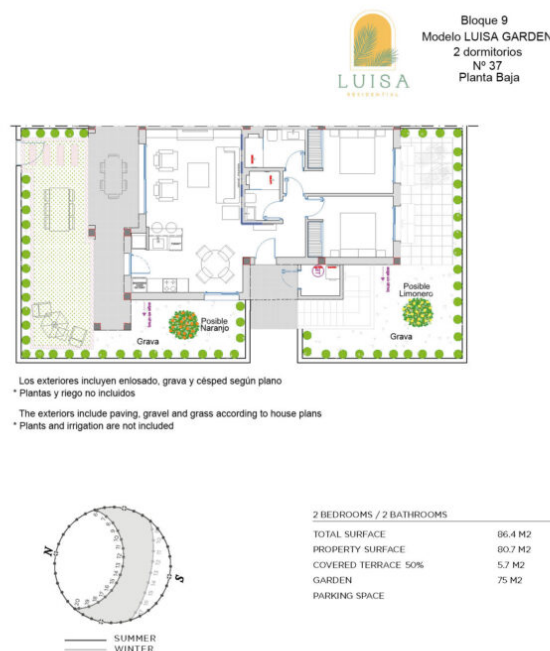 Bloque 9
Modelo LUISA GARDEN
2 dormitorios
Nº 37
Planta Baja
LUISA
RESIDENTIAL
Posible
Naranjo
Grava
Posible
Limonero
Grava
Los exteriores incluyen enlosado, grava y césped según plano
* Plantas y riego no incluidos
The exteriors include paving, gravel and grass according to house plans
* Plants and irrigation are not included
N
S
SUMMER
WINTER
2 BEDROOMS / 2 BATHROOMS
TOTAL SURFACE 86.4 M2
PROPERTY SURFACE 80.7 M2
COVERED TERRACE 50% 5.7 M2
GARDEN 75 M2
PARKING SPACE